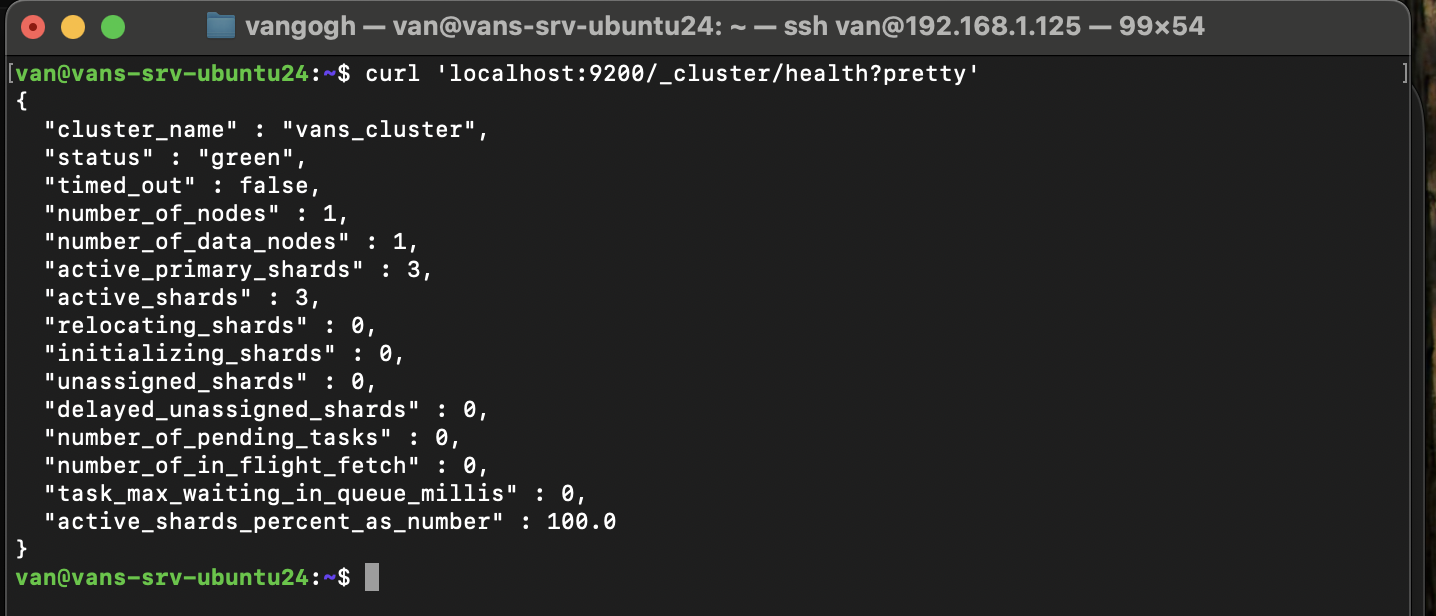 vangogh — van@vans-srv-ubuntu24: ~ — ssh van@192.168.1.125 — 99×54
[van@vans-srv-ubuntu24:~$ curl 'localhost:9200/_cluster/health?pretty' ]
{
  "cluster_name" : "vans_cluster",
  "status" : "green",
  "timed_out" : false,
  "number_of_nodes" : 1,
  "number_of_data_nodes" : 1,
  "active_primary_shards" : 3,
  "active_shards" : 3,
  "relocating_shards" : 0,
  "initializing_shards" : 0,
  "unassigned_shards" : 0,
  "delayed_unassigned_shards" : 0,
  "number_of_pending_tasks" : 0,
  "number_of_in_flight_fetch" : 0,
  "task_max_waiting_in_queue_millis" : 0,
  "active_shards_percent_as_number" : 100.0
}
van@vans-srv-ubuntu24:~$